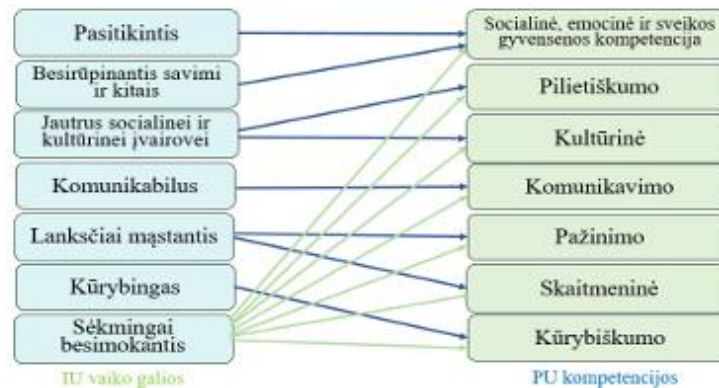 Pasitikintis
Besirūpinantis savimi
ir kitais
Jautrus socialinei ir
kultūrinei įvairovei
Komunikabilus
Lanksčiai mąstantis
Kūrybingas
Sėkmingai
besimokantis
IU vaiko galios
Socialinė, emocinė ir sveikos
gyvensenos kompetencija
Pilietiškumo
Kultūrinė
Komunikavimo
Pažinimo
Skaitmeninė
Kūrybiškumo
PU kompetencijos